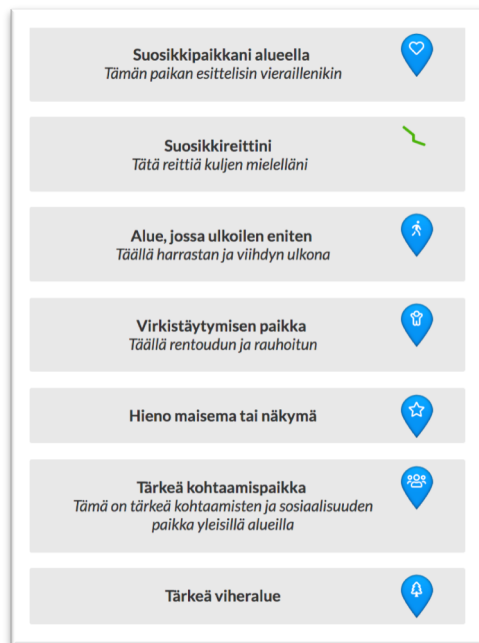 Suosikkipaikkani alueella
Tämän paikan esittelisin vieraillenikin
Suosikkireittini
Tätä reittiä kuljen mielelläni
Alue, jossa ulkoilen eniten
Täällä harrastan ja viihdyn ulkona
Virkistäytymisen paikka
Täällä rentoudun ja rauhoitun
Hieno maisema tai näkymä
Tärkeä kohtaamispaikka
Tämä on tärkeä kohtaamisten ja sosiaalisuuden
paikka yleisillä alueilla
Tärkeä viheralue